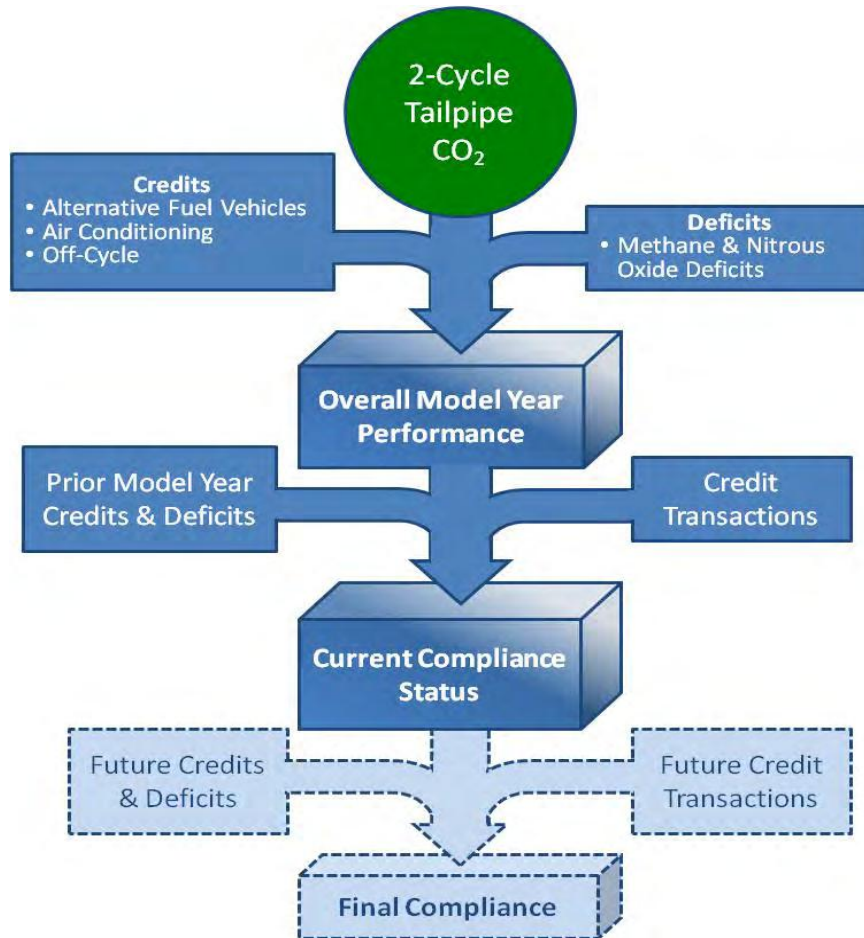 2-Cycle
Tailpipe
CO₂
Credits
• Alternative Fuel Vehicles
• Air Conditioning
• Off-Cycle
Deficits
• Methane & Nitrous
Oxide Deficits
Overall Model Year
Performance
Prior Model Year
Credits & Deficits
Credit
Transactions
Current Compliance
Status
Future Credits
& Deficits
Future Credit
Transactions
Final Compliance